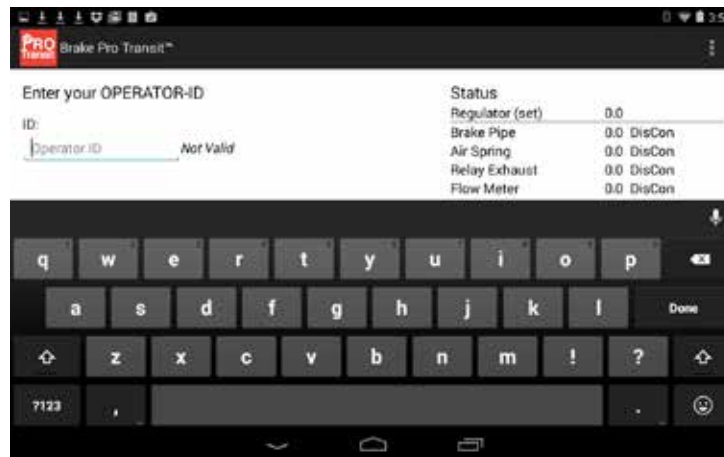 3:5
PRO
Transit
Brake Pro Transit™
Enter your OPERATOR-ID
ID:
Operator ID Not Valid
Status
Regulator (set) 0.0
Brake Pipe 0.0 DisCon
Air Spring 0.0 DisCon
Relay Exhaust 0.0 DisCon
Flow Meter 0.0 DisCon
q w e r t y u i o p
a s d f g h j k l Done
z x c v b n m ! ?
?123 , .